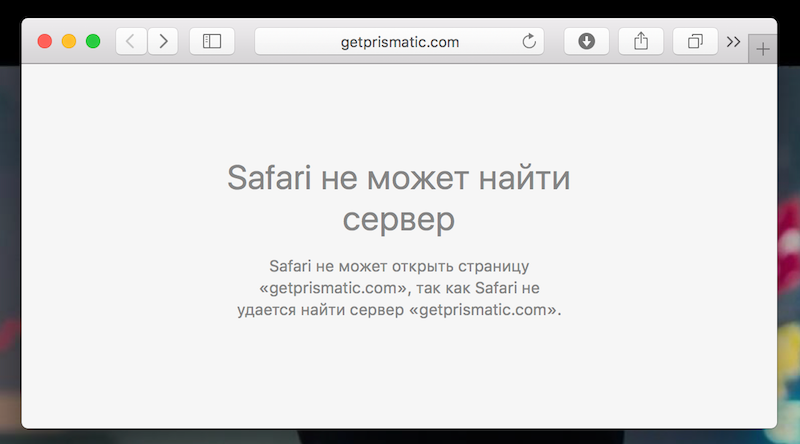 getprismatic.com
Safari не может найти
сервер
Safari не может открыть страницу
«getprismatic.com», так как Safari не
удается найти сервер «getprismatic.com».